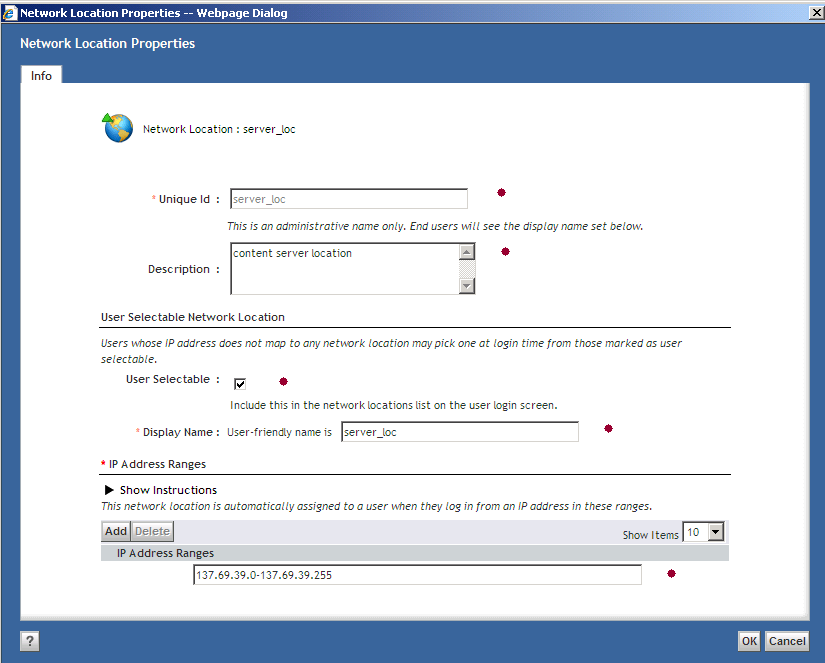 Network Location Properties -- Webpage Dialog
Network Location Properties
Info
Network Location : server_loc
* Unique Id : server_loc
This is an administrative name only. End users will see the display name set below.
Description : content server location
User Selectable Network Location
Users whose IP address does not map to any network location may pick one at login time from those marked as user
selectable.
User Selectable :
Include this in the network locations list on the user login screen.
* Display Name : User-friendly name is server_loc
* IP Address Ranges
Show Instructions
This network location is automatically assigned to a user when they log in from an IP address in these ranges.
Add Delete Show Items 10
IP Address Ranges
137.69.39.0-137.69.39.255
? OK Cancel